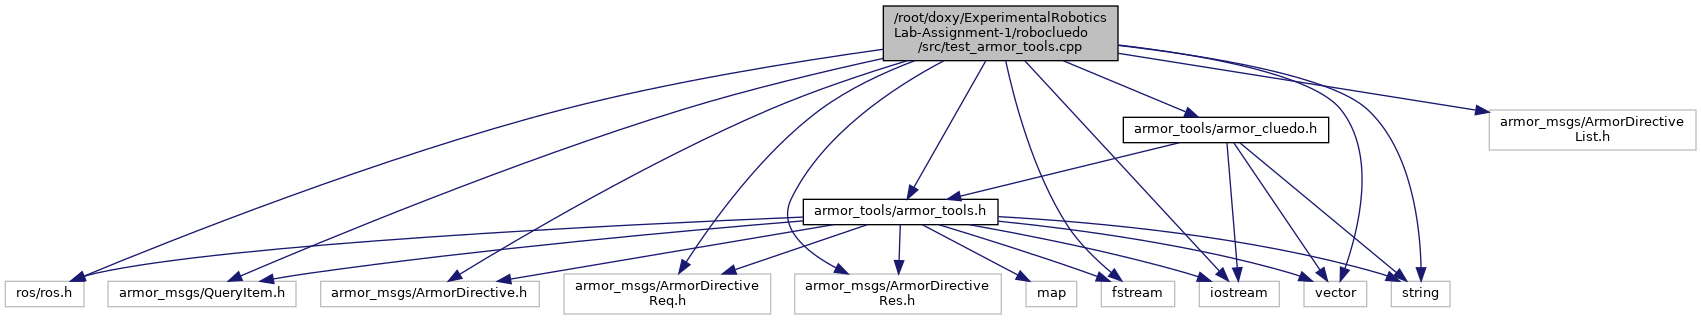 /root/doxy/ExperimentalRobotics
Lab-Assignment-1/robocluedo
/src/test_armor_tools.cpp
armor_msgs/ArmorDirective
List.h
armor_tools/armor_cluedo.h
armor_tools/armor_tools.h
ros/ros.h
armor_msgs/QueryItem.h
armor_msgs/ArmorDirective.h
armor_msgs/ArmorDirective
Req.h
armor_msgs/ArmorDirective
Res.h
map
fstream
iostream
vector
string